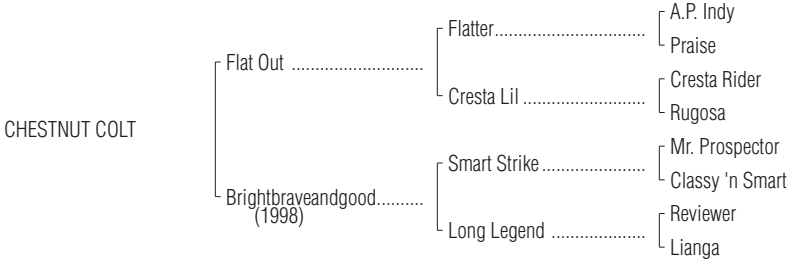 A.P. Indy
Flatter................................
Praise
Flat Out ............................
Cresta Rider
Cresta Lil ..........................
Rugosa
CHESTNUT COLT
Mr. Prospector
Smart Strike......................
Classy 'n Smart
Brightbraveandgood..........
(1998)
Reviewer
Long Legend ....................
Lianga